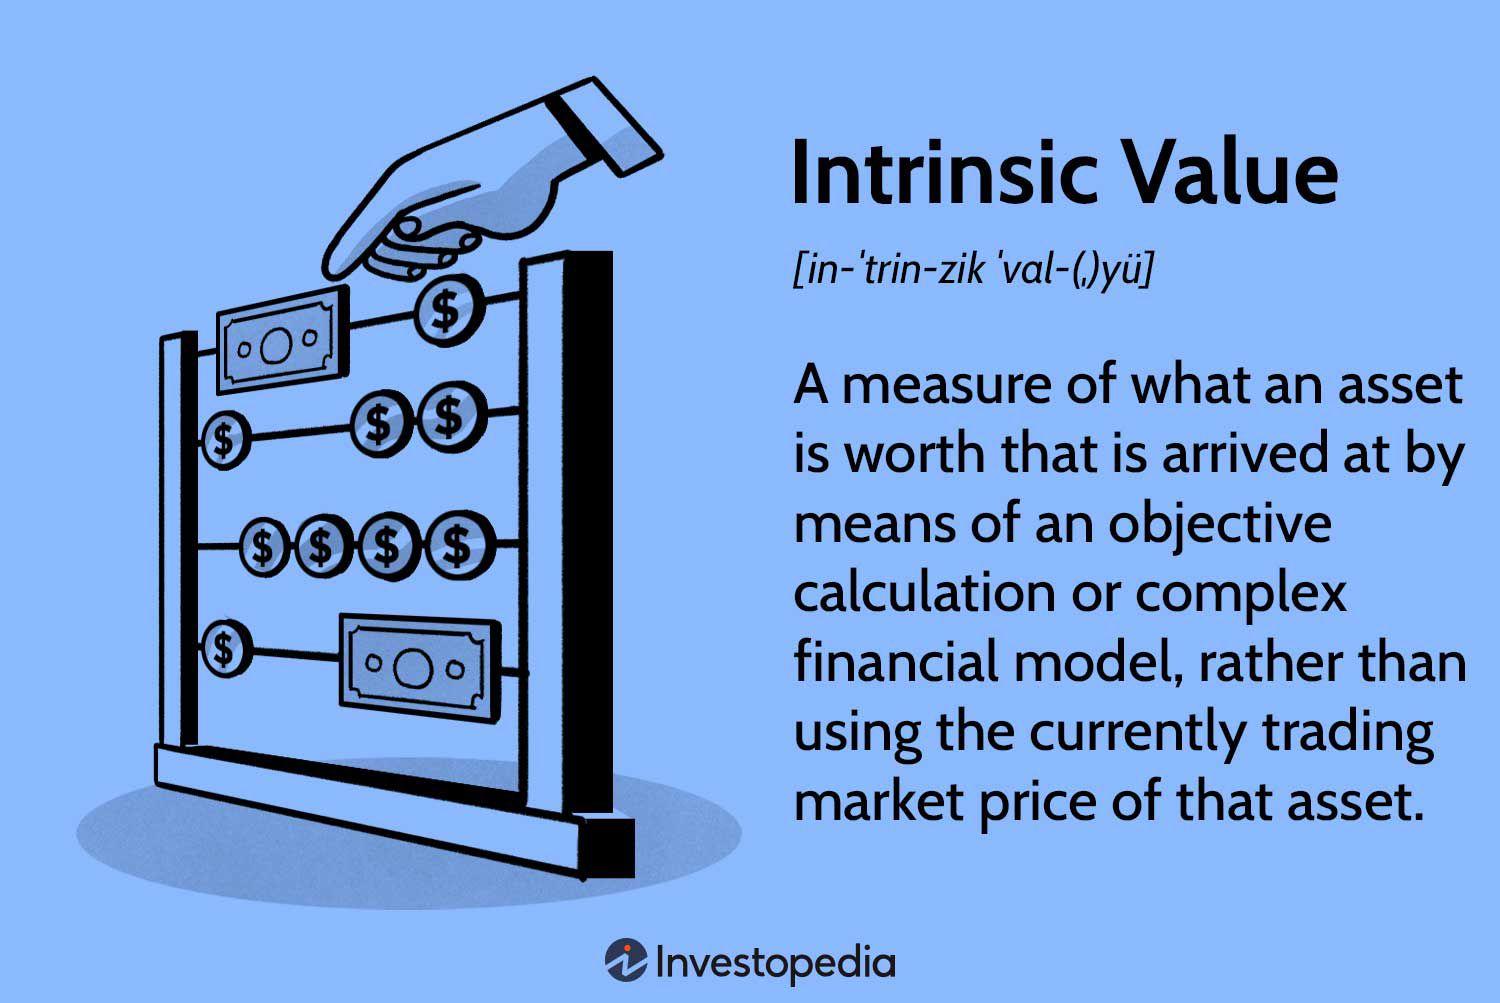 Intrinsic Value
[in-ˈtrin-zik ˈval-(ˌ)yü]
A measure of what an asset
is worth that is arrived at by
means of an objective
calculation or complex
financial model, rather than
using the currently trading
market price of that asset.
$
$ $ $
$ $ $ $
$
Investopedia